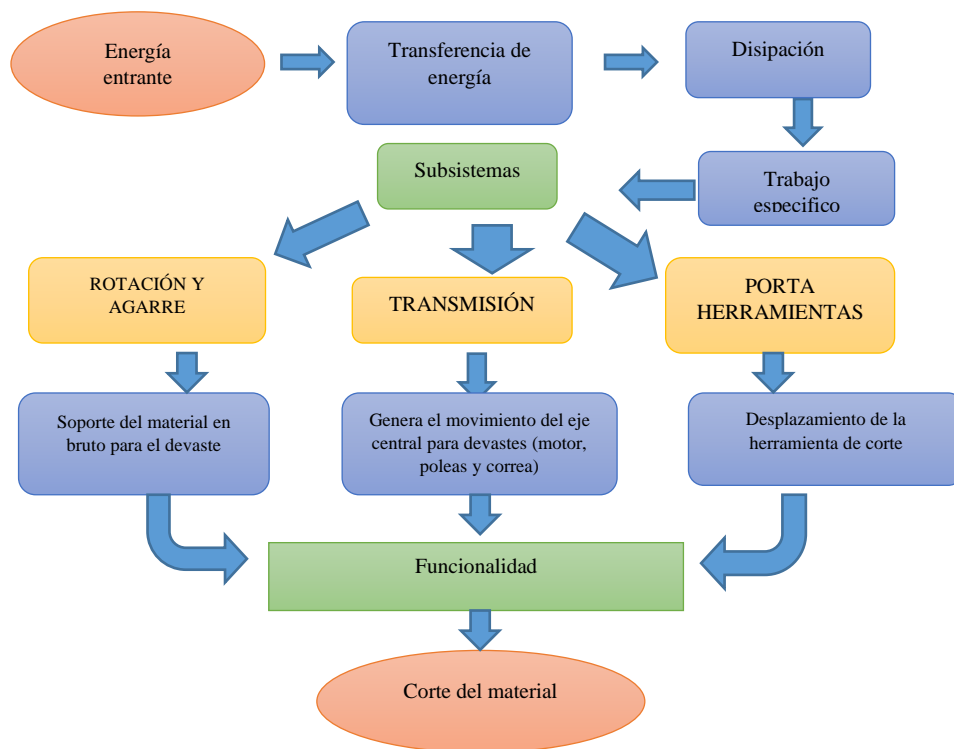 Energía
entrante
Transferencia de
energía
Disipación
Subsistemas
Trabajo
especifico
ROTACIÓN Y
AGARRE
TRANSMISIÓN
PORTA
HERRAMIENTAS
Soporte del material en
bruto para el devaste
Genera el movimiento del eje
central para devastes (motor,
poleas y correa)
Desplazamiento de la
herramienta de corte
Funcionalidad
Corte del material